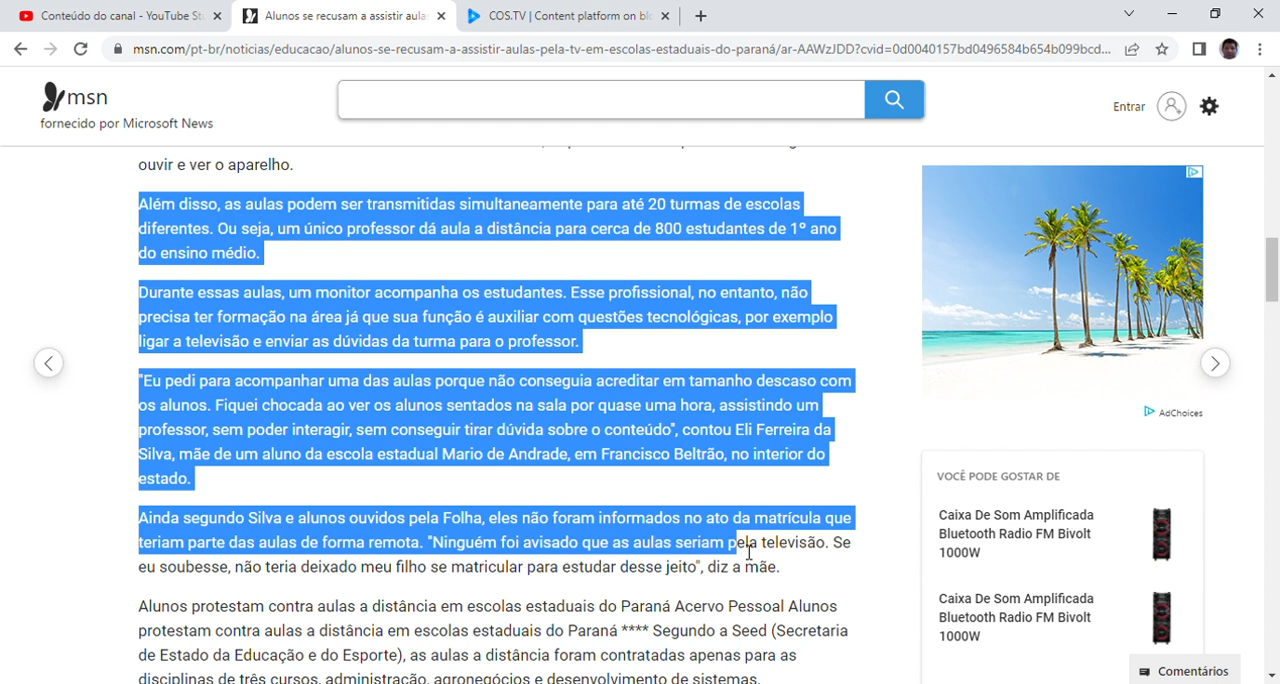 Conteúdo do canal - YouTube St
Alunos se recusam a assistir aula
COS.TV | Content platform on blo
msn.com/pt-br/noticias/educacao/alunos-se-recusam-a-assistir-aulas-pela-tv-em-escolas-estaduais-do-paraná/ar-AAWzJDD?cvid=0d0040157bd0496584b654b099bcd...
msn
fornecido por Microsoft News
Entrar
ouvir e ver o aparelho.
Além disso, as aulas podem ser transmitidas simultaneamente para até 20 turmas de escolas
diferentes. Ou seja, um único professor dá aula a distância para cerca de 800 estudantes de 1º ano
do ensino médio.
Durante essas aulas, um monitor acompanha os estudantes. Esse profissional, no entanto, não
precisa ter formação na área já que sua função é auxiliar com questões tecnológicas, por exemplo
ligar a televisão e enviar as dúvidas da turma para o professor.
"Eu pedi para acompanhar uma das aulas porque não conseguia acreditar em tamanho descaso com
os alunos. Fiquei chocada ao ver os alunos sentados na sala por quase uma hora, assistindo um
professor, sem poder interagir, sem conseguir tirar dúvida sobre o conteúdo", contou Eli Ferreira da
Silva, mãe de um aluno da escola estadual Mario de Andrade, em Francisco Beltrão, no interior do
estado.
Ainda segundo Silva e alunos ouvidos pela Folha, eles não foram informados no ato da matrícula que
teriam parte das aulas de forma remota. "Ninguém foi avisado que as aulas seriam pela televisão. Se
eu soubesse, não teria deixado meu filho se matricular para estudar desse jeito", diz a mãe.
Alunos protestam contra aulas a distância em escolas estaduais do Paraná Acervo Pessoal Alunos
protestam contra aulas a distância em escolas estaduais do Paraná **** Segundo a Seed (Secretaria
de Estado da Educação e do Esporte), as aulas a distância foram contratadas apenas para as
disciplinas de três cursos, administração, agronegócios e desenvolvimento de sistemas.
AdChoices
VOCÊ PODE GOSTAR DE
Caixa De Som Amplificada
Bluetooth Radio FM Bivolt
1000W
Caixa De Som Amplificada
Bluetooth Radio FM Bivolt
1000W
Comentários